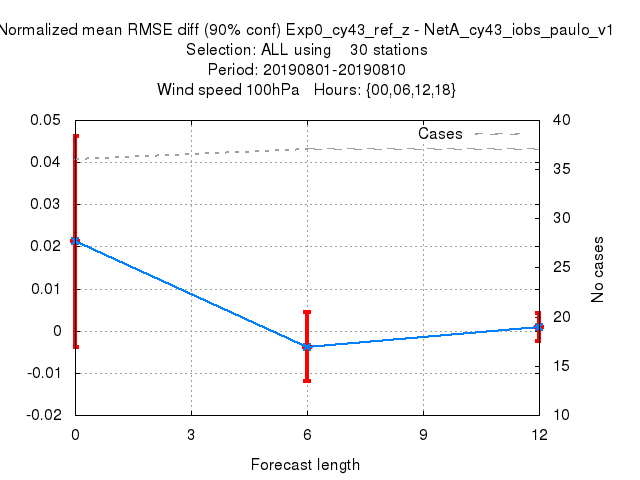 Normalized mean RMSE diff (90% conf) Exp0_cy43_ref_z - NetA_cy43_iobs_paulo_v1
Selection: ALL using    30 stations
Period: 20190801-20190810
Wind speed 100hPa   Hours: {00,06,12,18}
Cases
0.05
0.04
0.03
0.02
0.01
0
-0.01
-0.02
40
35
30
25
20
15
10
No cases
0 3 6 9 12
Forecast length